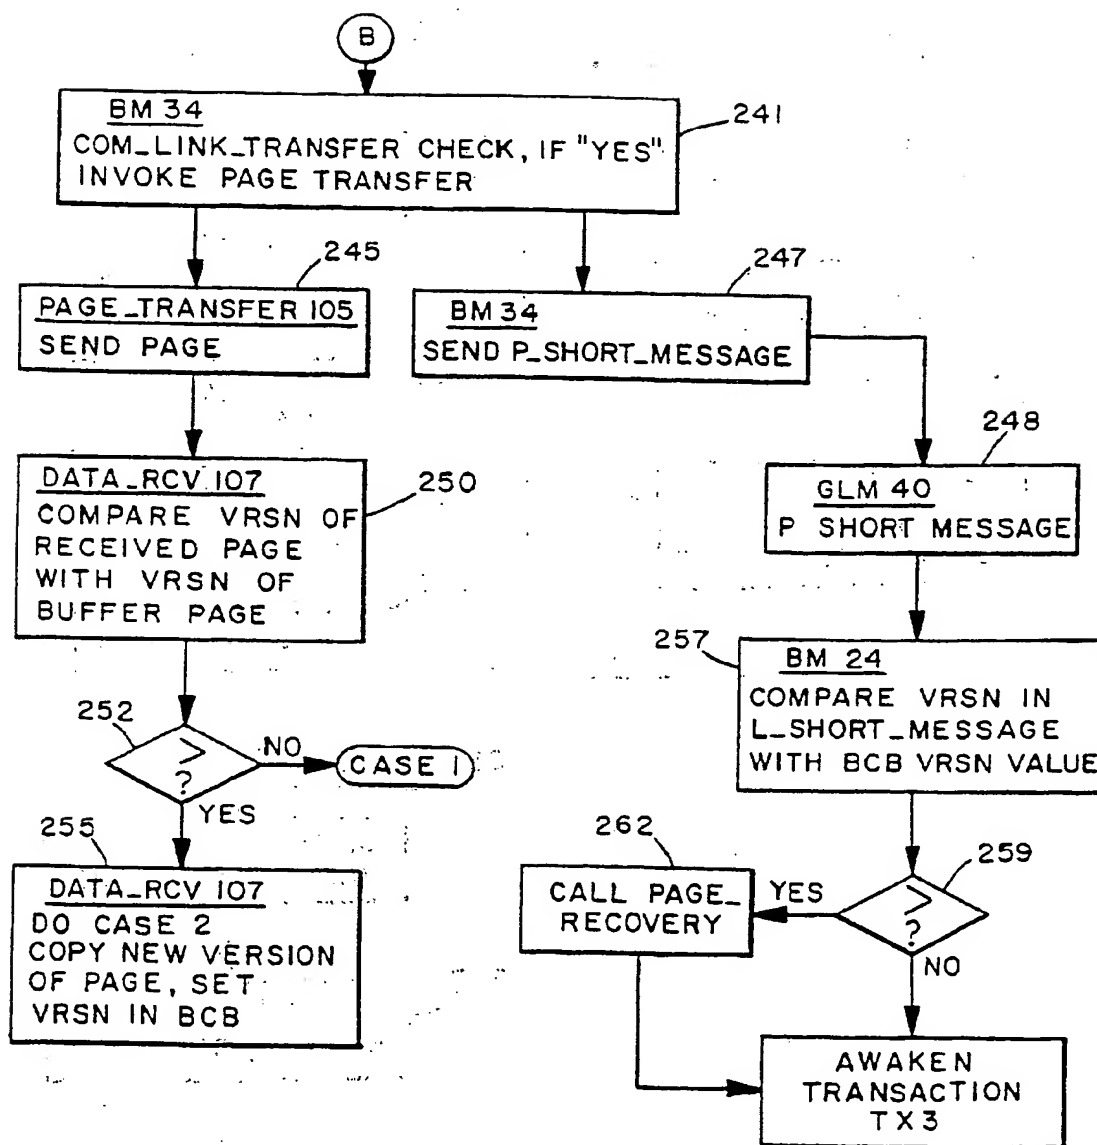 B
BM 34
COM_LINK_TRANSFER CHECK, IF "YES"
INVOKE PAGE TRANSFER
241
245
PAGE_TRANSFER 105
SEND PAGE
247
BM 34
SEND P_SHORT_MESSAGE
248
GLM 40
P SHORT MESSAGE
DATA_RCV 107
COMPARE VRSN OF
RECEIVED PAGE
WITH VRSN OF
BUFFER PAGE
250
257
BM 24
COMPARE VRSN IN
L_SHORT_MESSAGE
WITH BCB VRSN VALUE
252
>
?
NO
CASE 1
YES
255
DATA_RCV 107
DO CASE 2
COPY NEW VERSION
OF PAGE, SET
VRSN IN BCB
262
CALL PAGE_
RECOVERY
YES
259
>
?
NO
AWAKEN
TRANSACTION
TX3